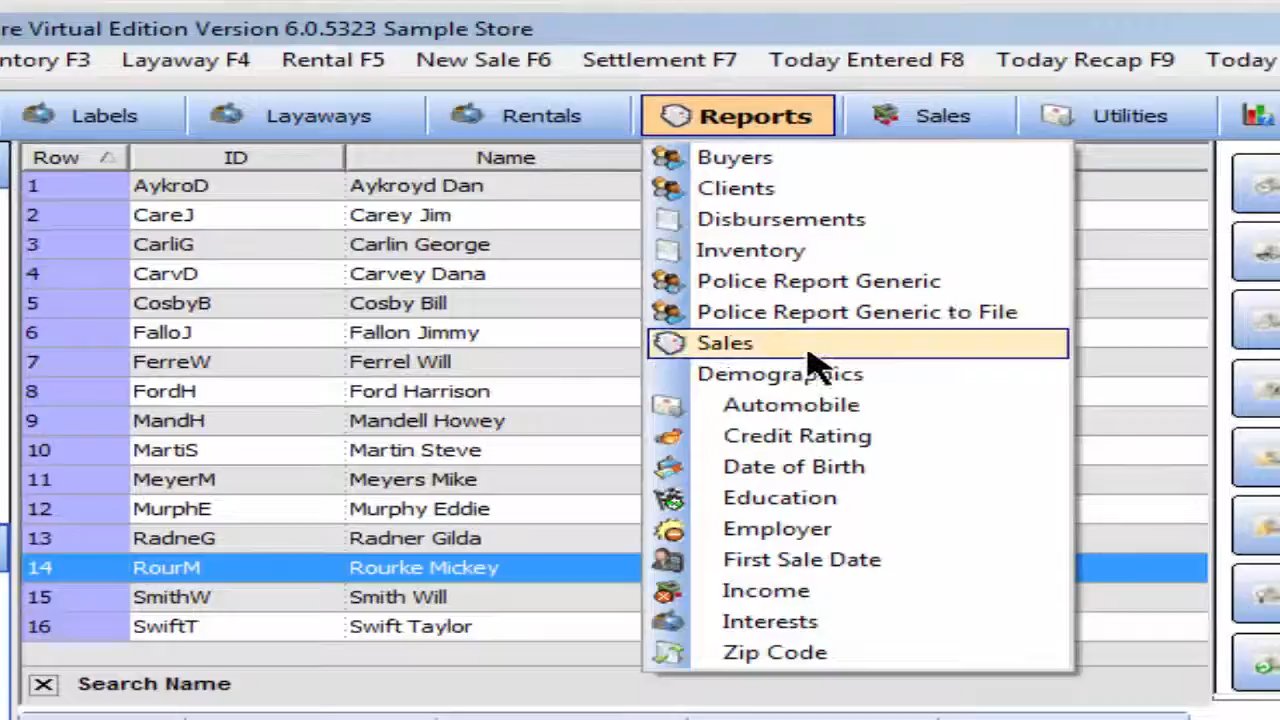 re Virtual Edition Version 6.0.5323 Sample Store
ntory F3 Layaway F4 Rental F5 New Sale F6 Settlement F7 Today Entered F8 Today Recap F9 Today
Labels Layaways Rentals Reports Sales Utilities
Row ID Name
1 AykroD Aykroyd Dan
2 CareJ Carey Jim
3 CarliG Carlin George
4 CarvD Carvey Dana
5 CosbyB Cosby Bill
6 FalloJ Fallon Jimmy
7 FerreW Ferrel Will
8 FordH Ford Harrison
9 MandH Mandell Howey
10 MartiS Martin Steve
11 MeyerM Meyers Mike
12 MurphE Murphy Eddie
13 RadneG Radner Gilda
14 RourM Rourke Mickey
15 SmithW Smith Will
16 SwiftT Swift Taylor
Search Name
Buyers
Clients
Disbursements
Inventory
Police Report Generic
Police Report Generic to File
Sales
Demographics
Automobile
Credit Rating
Date of Birth
Education
Employer
First Sale Date
Income
Interests
Zip Code